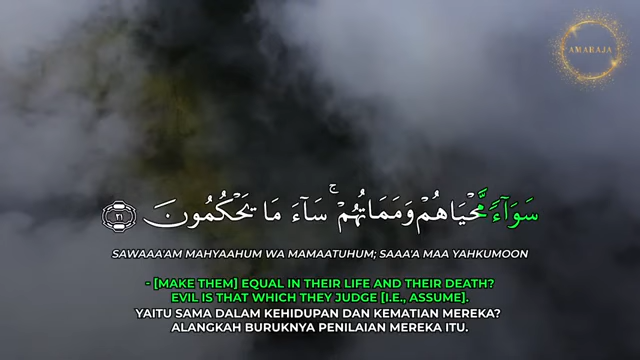 AMARAJA
سَوَآءً مَّحْيَاهُمْ وَمَمَاتُهُمْ ۚ سَآءَ مَا يَحْكُمُونَ ٢١
SAWAAA'AM MAHYAAHUM WA MAMAATUHUM; SAAA'A MAA YAHKUMOON
- [MAKE THEM] EQUAL IN THEIR LIFE AND THEIR DEATH?
EVIL IS THAT WHICH THEY JUDGE [I.E., ASSUME].
YAITU SAMA DALAM KEHIDUPAN DAN KEMATIAN MEREKA?
ALANGKAH BURUKNYA PENILAIAN MEREKA ITU.